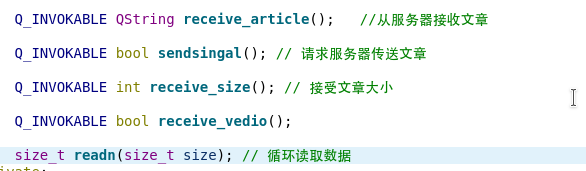 Q_INVOKABLE QString receive_article();   //从服务器接收文章
Q_INVOKABLE bool sendsingal(); // 请求服务器传送文章
Q_INVOKABLE int receive_size(); // 接受文章大小
Q_INVOKABLE bool receive_vedio();
size_t readn(size_t size); // 循环读取数据